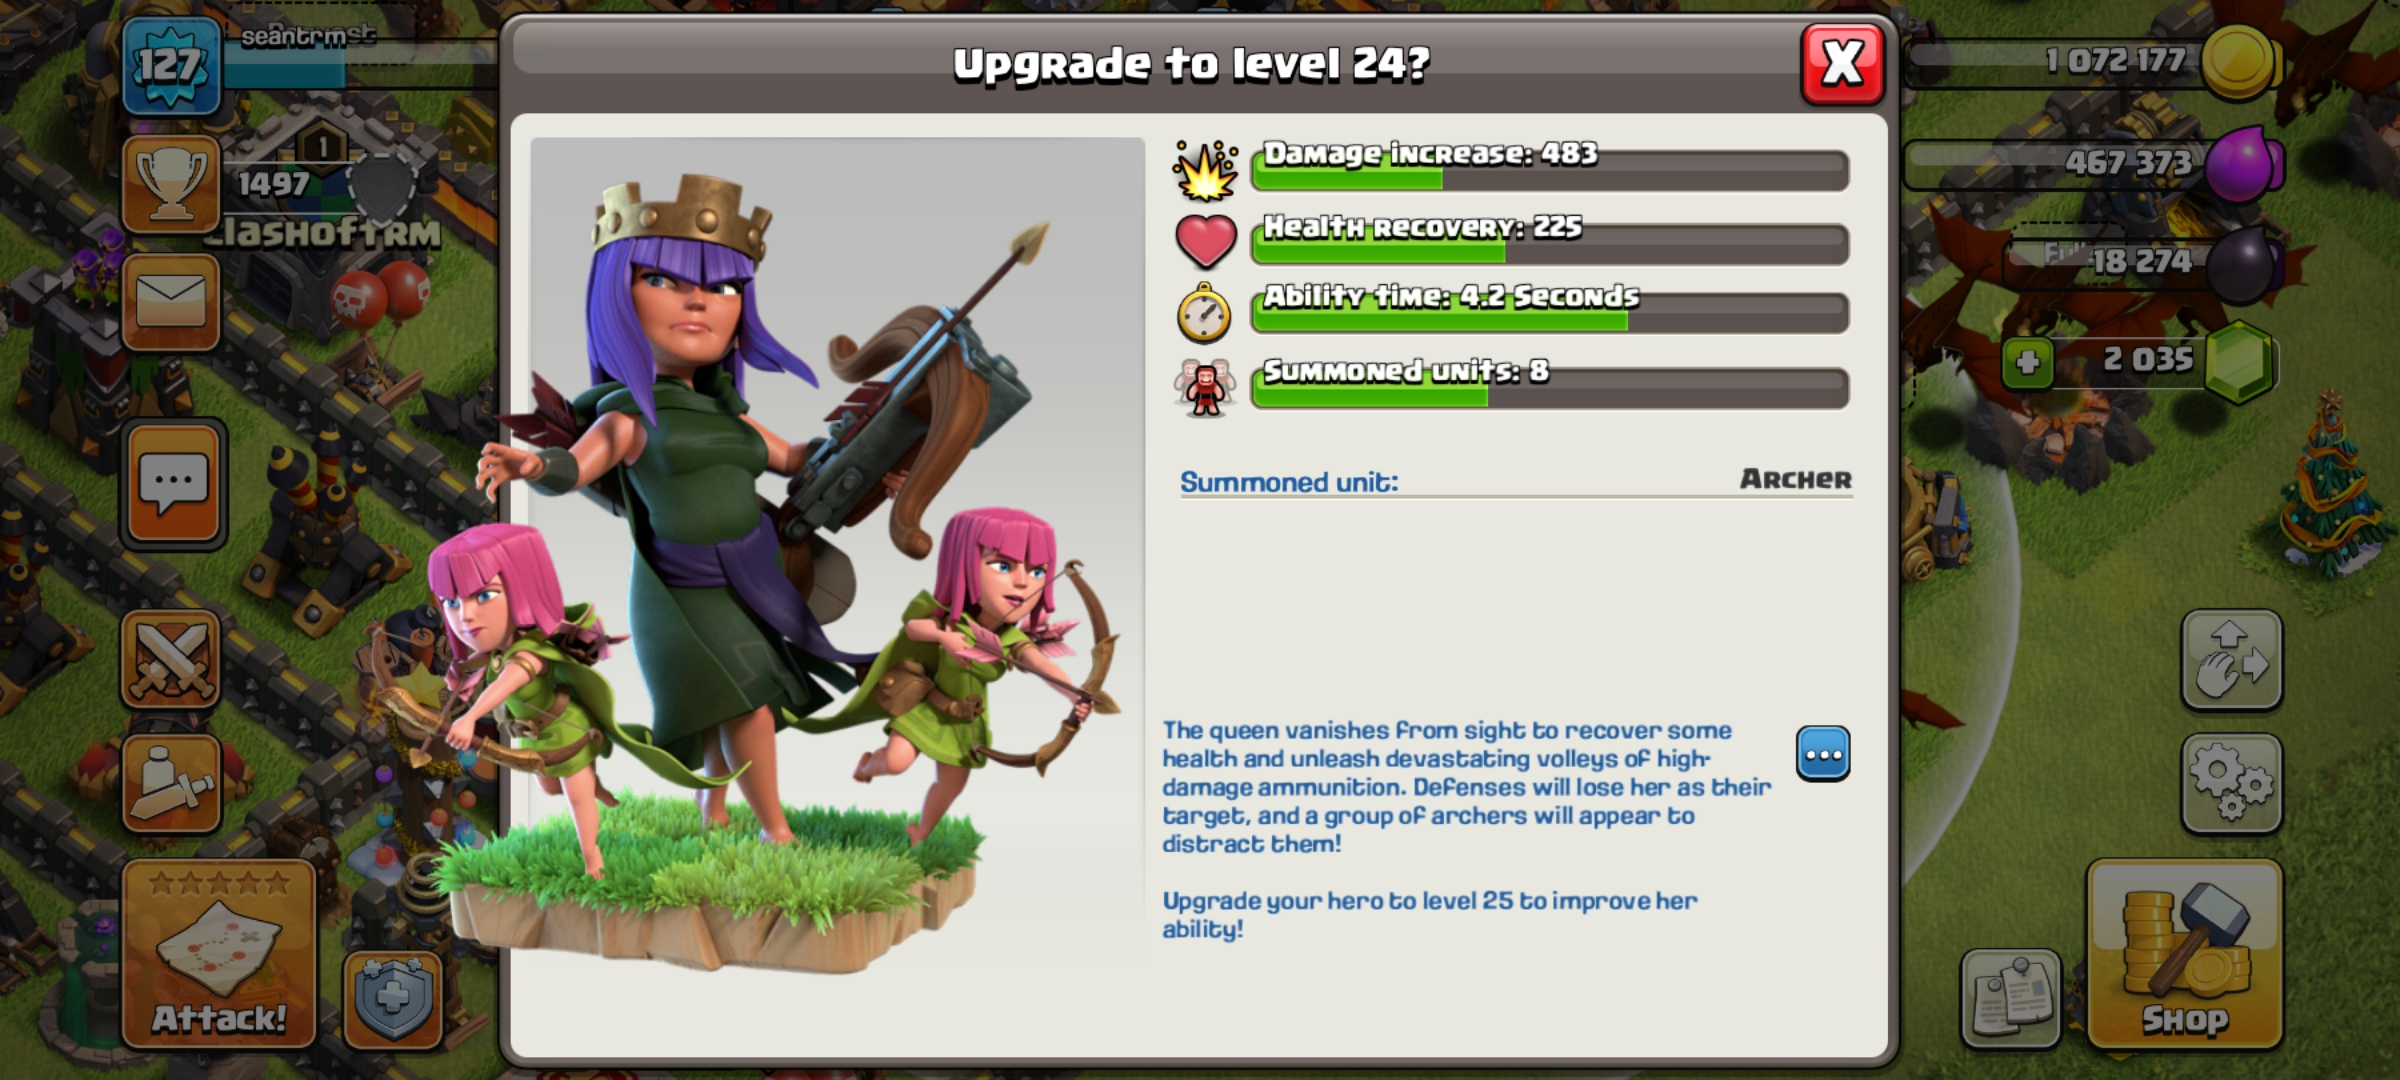 127
seantrmst
1
1497
lashofTRM
Upgrade to level 24?
X
Damage increase: 483
Health recovery: 225
Ability time: 4.2 Seconds
Summoned units: 8
Summoned unit:
Archer
The queen vanishes from sight to recover some
health and unleash devastating volleys of high-
damage ammunition. Defenses will lose her as their
target, and a group of archers will appear to
distract them!
Upgrade your hero to level 25 to improve her
ability!
1 072 177
467 373
18 274
2 035
Attack!
Shop